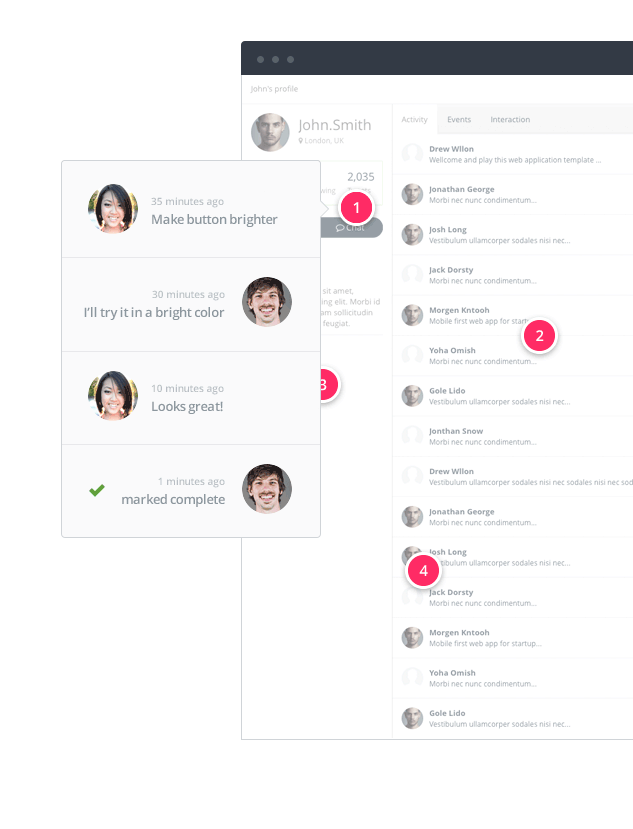 John's profile
John.Smith
London, UK
2,035
wing
1
Chat
sit amet,
ing elit. Morbi id
am sollicitudin
feugiat.
3
35 minutes ago
Make button brighter
30 minutes ago
I'll try it in a bright color
10 minutes ago
Looks great!
1 minutes ago
marked complete
Activity Events Interaction
Drew Wllon
Wellcome and play this web application template ...
Jonathan George
Morbi nec nunc condimentum...
Josh Long
Vestibulum ullamcorper sodales nisi nec...
Jack Dorsty
Morbi nec nunc condimentum...
Morgen Kntooh
Mobile first web app for startup
2
Yoha Omish
Morbi nec nunc condimentum...
Gole Lido
Vestibulum ullamcorper sodales nisi nec...
Jonthan Snow
Morbi nec nunc condimentum...
Drew Wllon
Vestibulum ullamcorper sodales nisi nec sodales nisi nec sod
Jonathan George
Morbi nec nunc condimentum...
Josh Long
Vestibulum ullamcorper sodales nisi nec...
4
Jack Dorsty
Morbi nec nunc condimentum...
Morgen Kntooh
Mobile first web app for startup...
Yoha Omish
Morbi nec nunc condimentum...
Gole Lido
Vestibulum ullamcorper sodales nisi nec...